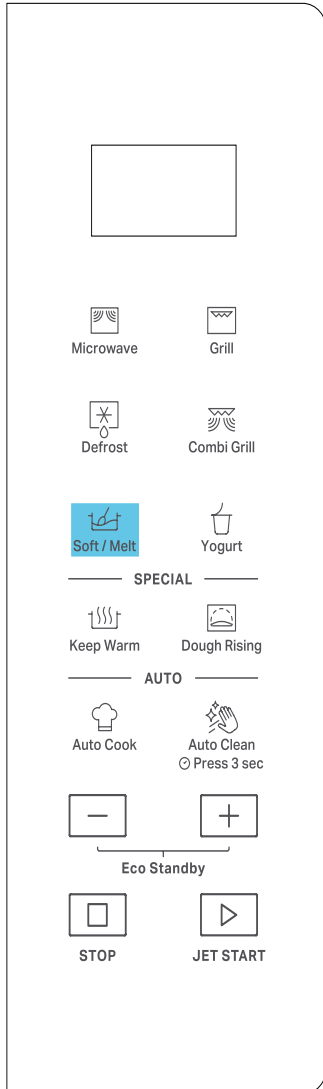 Microwave
Grill
Defrost
Combi Grill
Soft / Melt
Yogurt
SPECIAL
Keep Warm
Dough Rising
AUTO
Auto Cook
Auto Clean
Press 3 sec
Eco Standby
STOP
JET START